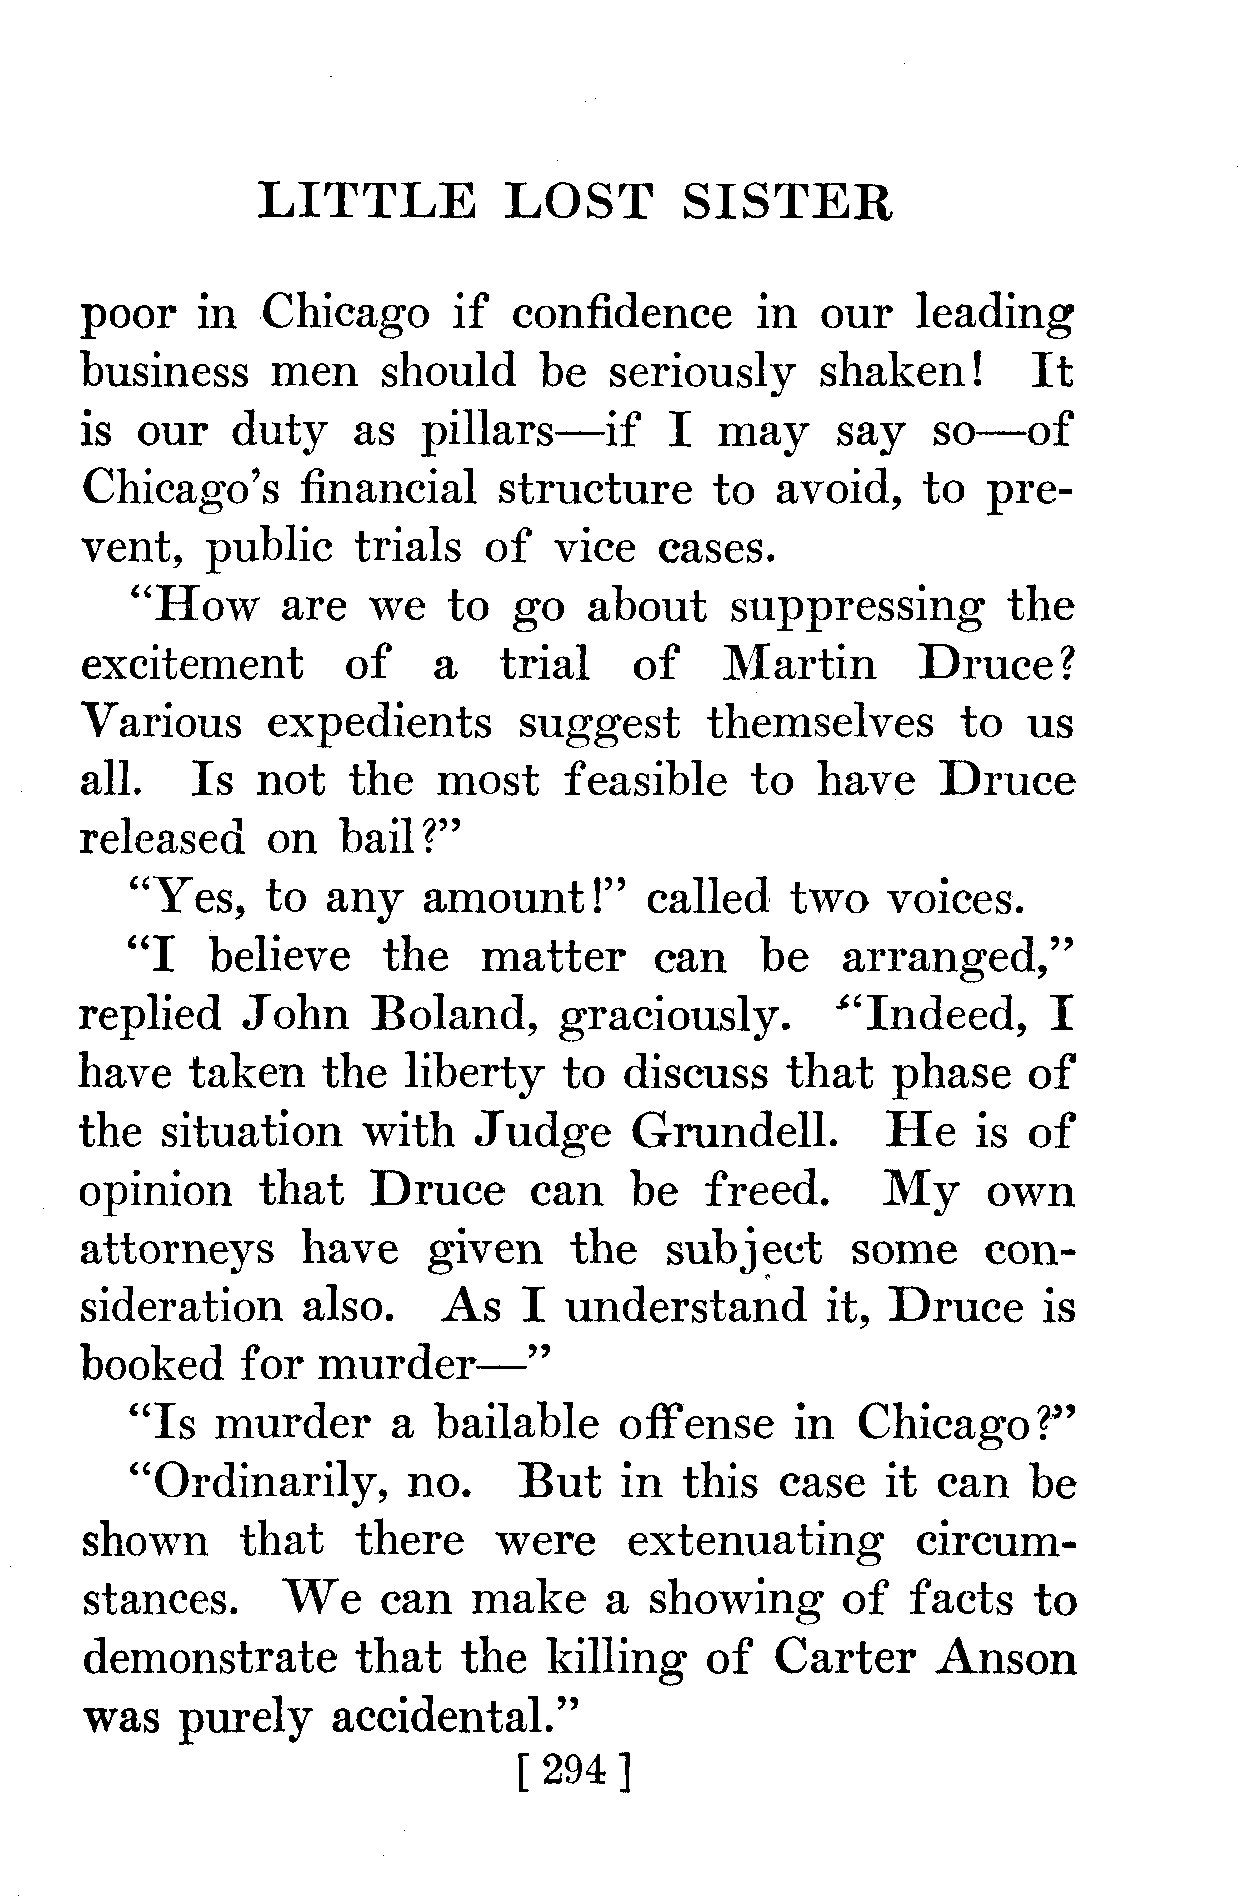 LITTLE LOST SISTER
poor in Chicago if confidence in our leading
business men should be seriously shaken! It
is our duty as pillars—if I may say so—of
Chicago's financial structure to avoid, to pre-
vent, public trials of vice cases.
“How are we to go about suppressing the
excitement of a trial of Martin Druce?
Various expedients suggest themselves to us
all. Is not the most feasible to have Druce
released on bail?”
“Yes, to any amount!” called two voices.
“I believe the matter can be arranged,”
replied John Boland, graciously. “Indeed, I
have taken the liberty to discuss that phase of
the situation with Judge Grundell. He is of
opinion that Druce can be freed. My own
attorneys have given the subject some con-
sideration also. As I understand it, Druce is
booked for murder—”
“Is murder a bailable offense in Chicago?”
“Ordinarily, no. But in this case it can be
shown that there were extenuating circum-
stances. We can make a showing of facts to
demonstrate that the killing of Carter Anson
was purely accidental.”
[ 294 ]